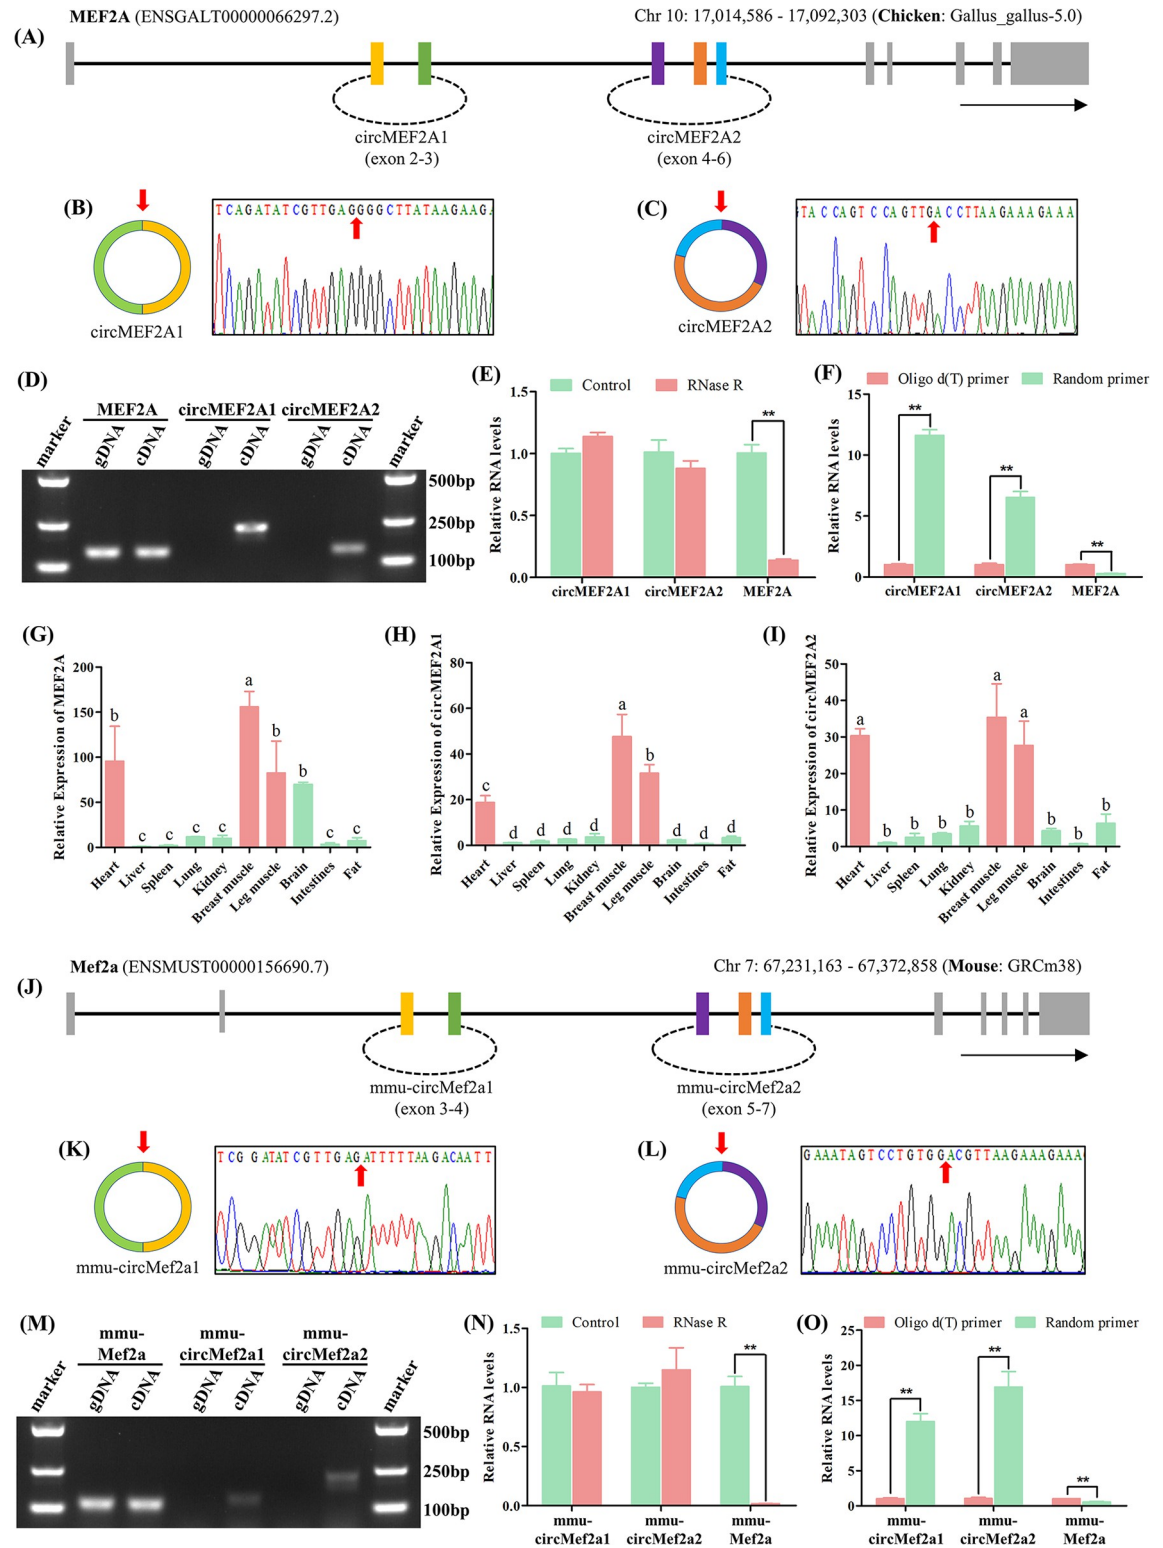 MEF2A (ENSGALT00000066297.2)
Chr 10: 17,014,586 - 17,092,303 (Chicken: Gallus_gallus-5.0)
(A)
circMEF2A1
(exon 2-3)
circMEF2A2
(exon 4-6)
(B)
TCAGATATCGTTGAGGGGCTTATAAGAAGA
circMEF2A1
(C)
GTACCAGTCCAGTTGACCTTAAGAAAGAAA
circMEF2A2
(D)
MEF2A circMEF2A1 circMEF2A2
marker gDNA cDNA gDNA cDNA gDNA cDNA marker
500bp
250bp
100bp
(E)
Control RNase R
Relative RNA levels
1.5
1.0
0.5
0.0
**
circMEF2A1 circMEF2A2 MEF2A
(F)
Oligo d(T) primer Random primer
Relative RNA levels
15
10
5
0
** ** **
circMEF2A1 circMEF2A2 MEF2A
(G)
Relative Expression of MEF2A
200
150
100
50
0
b c c c c a b b c c
Heart Liver Spleen Lung Kidney Breast muscle Leg muscle Brain Intestines Fat
(H)
Relative Expression of circMEF2A1
80
60
40
20
0
c d d d d a b d d d
Heart Liver Spleen Lung Kidney Breast muscle Leg muscle Brain Intestines Fat
(I)
Relative Expression of circMEF2A2
50
40
30
20
10
0
a b b b b a a b b b
Heart Liver Spleen Lung Kidney Breast muscle Leg muscle Brain Intestines Fat
Mef2a (ENSMUST00000156690.7)
Chr 7: 67,231,163 - 67,372,858 (Mouse: GRCm38)
(J)
mmu-circMef2a1
(exon 3-4)
mmu-circMef2a2
(exon 5-7)
(K)
TCG GATATCGTTGAGATTTTTAAGACAATT
mmu-circMef2a1
(L)
GAAATAGTCCTGTGGACGTTAAGAAAGAAA
mmu-circMef2a2
(M)
mmu- mmu- mmu-
Mef2a circMef2a1 circMef2a2
marker gDNA cDNA gDNA cDNA gDNA cDNA marker
500bp
250bp
100bp
(N)
Control RNase R
Relative RNA levels
1.5
1.0
0.5
0.0
**
mmu- mmu- mmu-
circMef2a1 circMef2a2 Mef2a
(O)
Oligo d(T) primer Random primer
Relative RNA levels
25
20
15
10
5
0
** ** **
mmu- mmu- mmu-
circMef2a1 circMef2a2 Mef2a